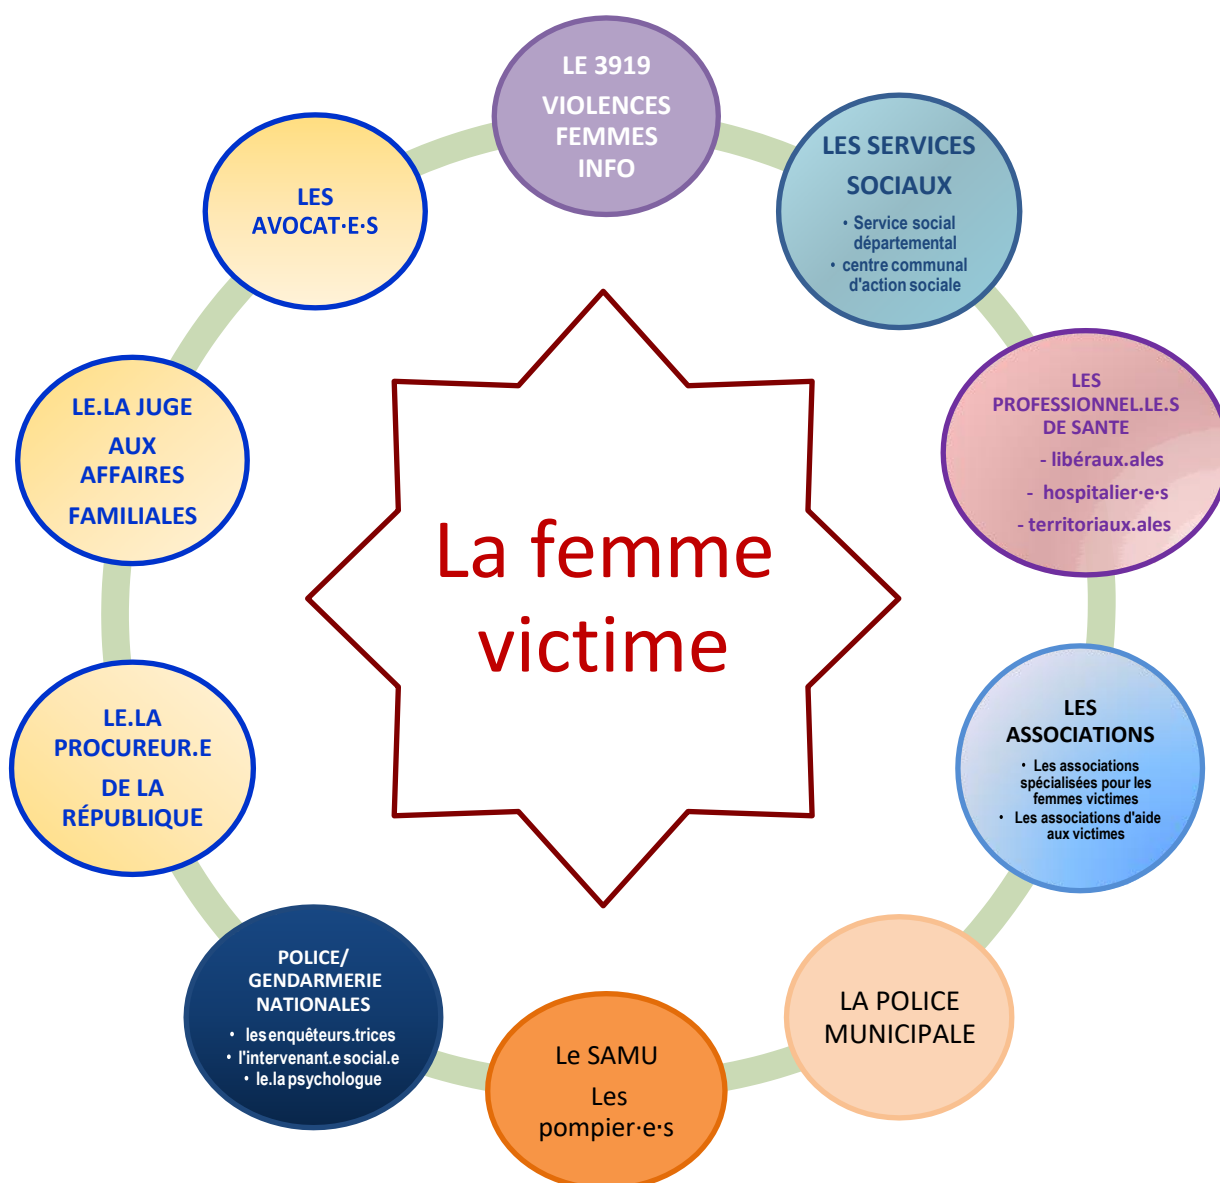 LE 3919
VIOLENCES
FEMMES
INFO
LES SERVICES
SOCIAUX
• Service social
départemental
• centre communal
d'action sociale
LES
PROFESSIONNEL.LE.S
DE SANTE
- libéraux.ales
- hospitalier·e·s
- territoriaux.ales
LES
ASSOCIATIONS
• Les associations
spécialisées pour les
femmes victimes
• Les associations d'aide
aux victimes
LA POLICE
MUNICIPALE
Le SAMU
Les
pompier·e·s
POLICE/
GENDARMERIE
NATIONALES
• les enquêteurs.trices
• l'intervenant.e social.e
• le.la psychologue
LE.LA
PROCUREUR.E
DE LA
RÉPUBLIQUE
LE.LA JUGE
AUX
AFFAIRES
FAMILIALES
LES
AVOCAT·E·S
La femme
victime